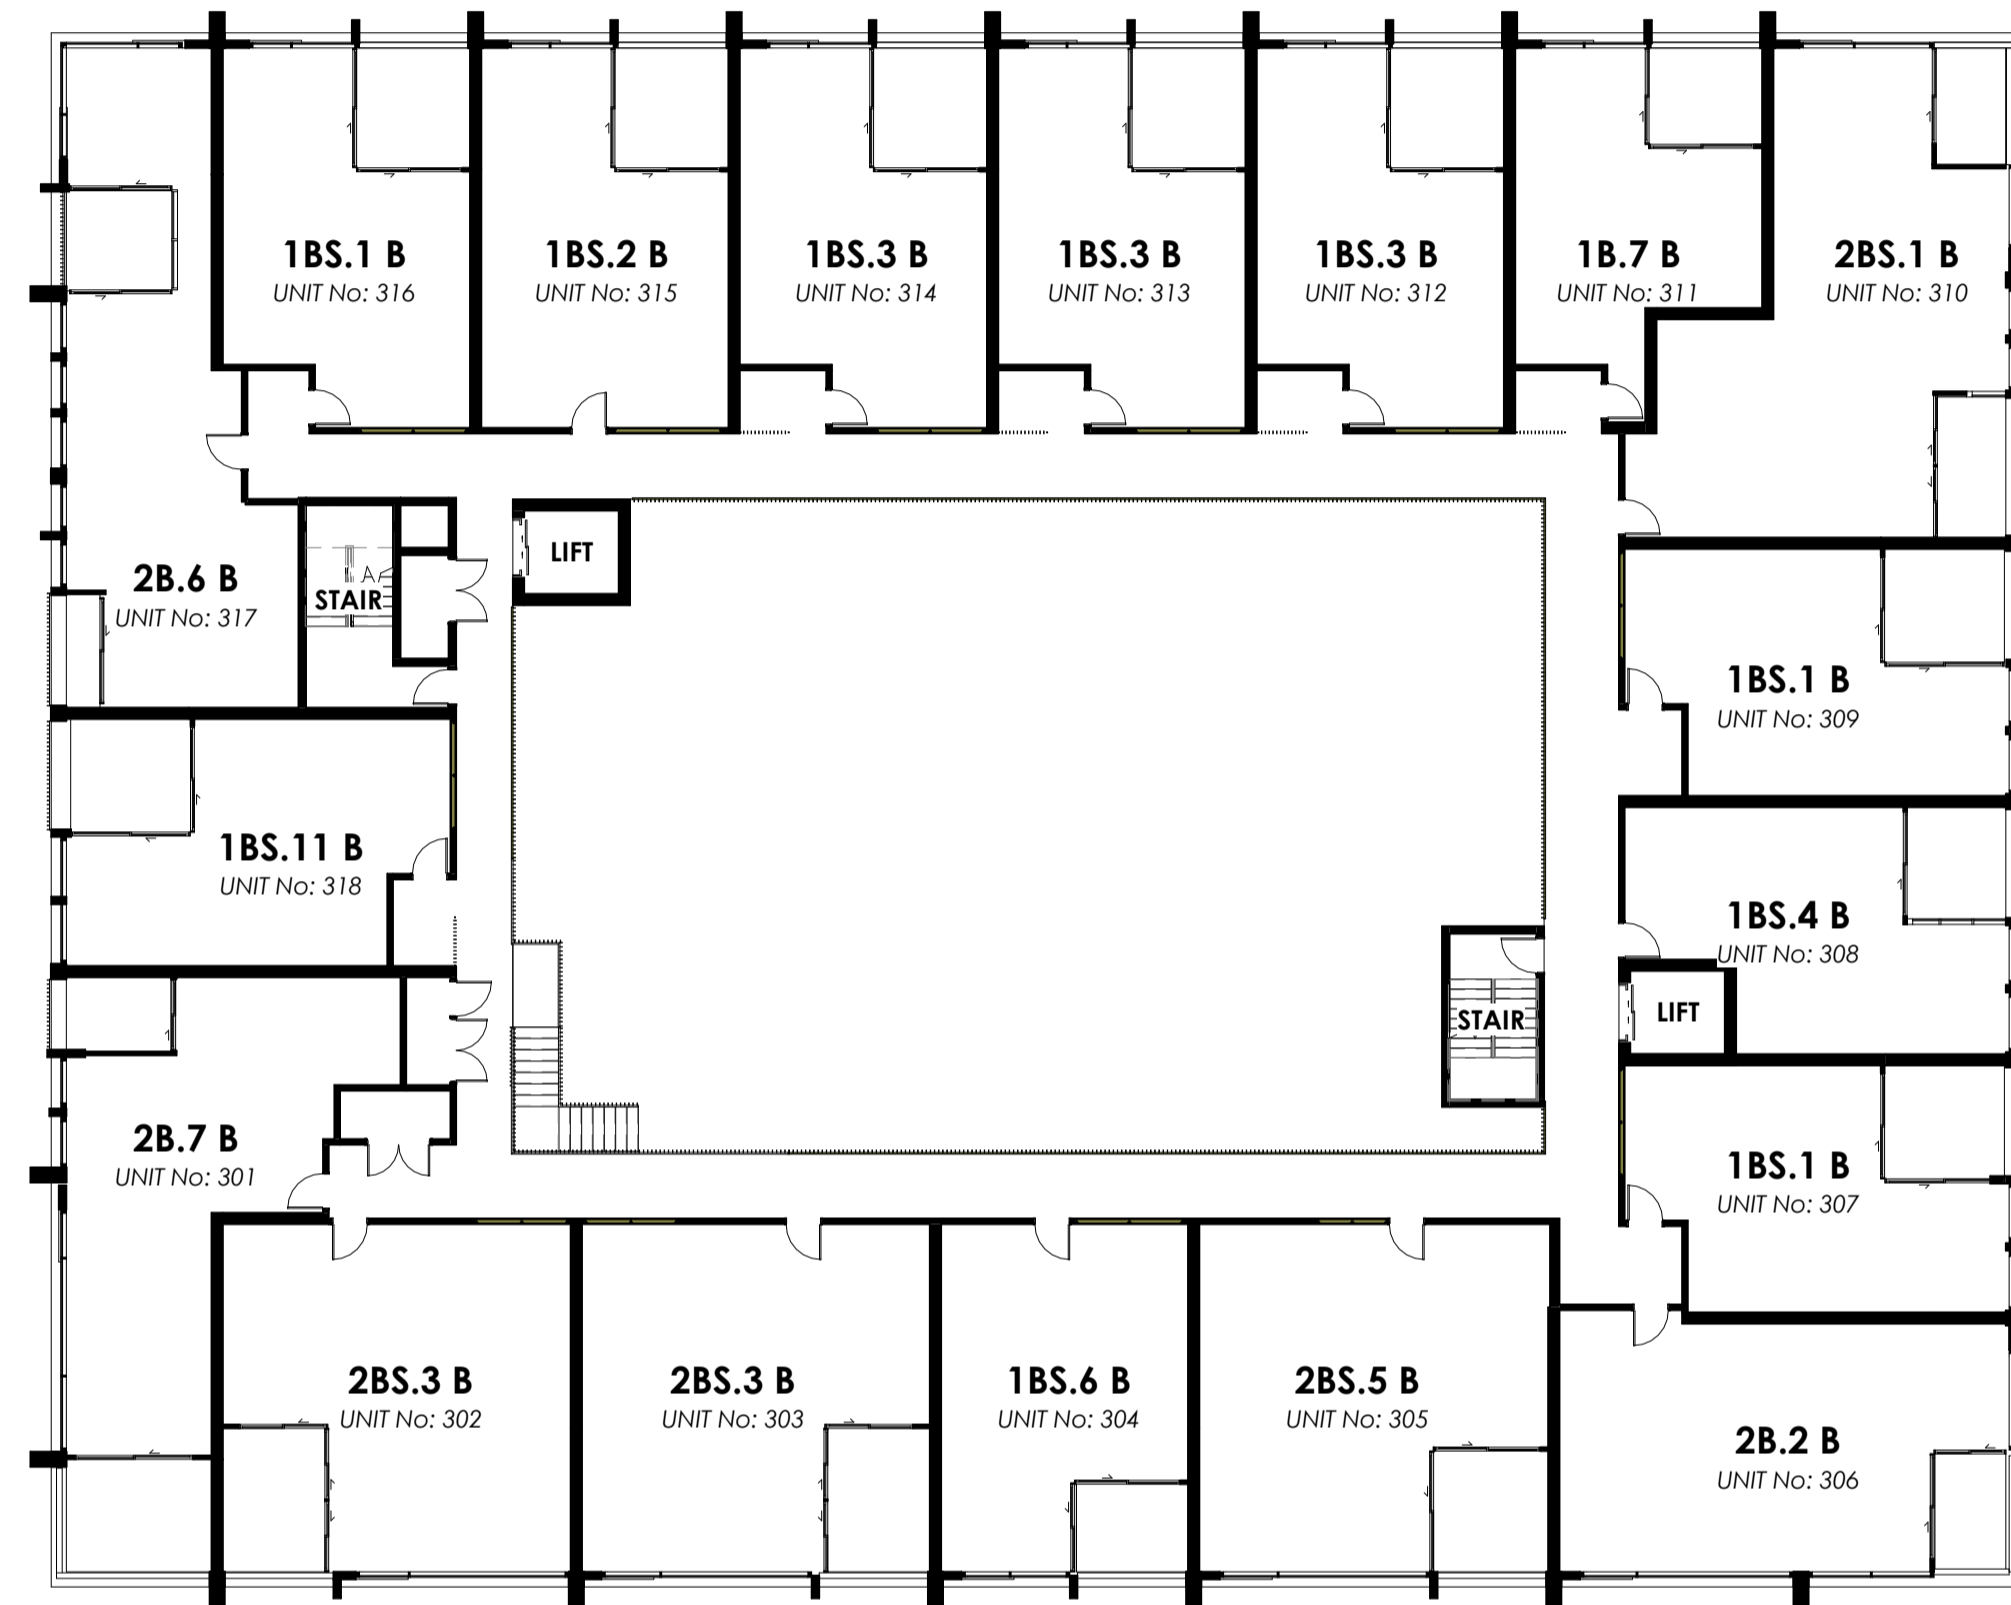 1BS.1 B
UNIT No: 316
1BS.2 B
UNIT No: 315
1BS.3 B
UNIT No: 314
1BS.3 B
UNIT No: 313
1BS.3 B
UNIT No: 312
1B.7 B
UNIT No: 311
2BS.1 B
UNIT No: 310
LIFT
2B.6 B
UNIT No: 317
STAIR
1BS.1 B
UNIT No: 309
1BS.11 B
UNIT No: 318
1BS.4 B
UNIT No: 308
STAIR
LIFT
2B.7 B
UNIT No: 301
1BS.1 B
UNIT No: 307
2BS.3 B
UNIT No: 302
2BS.3 B
UNIT No: 303
1BS.6 B
UNIT No: 304
2BS.5 B
UNIT No: 305
2B.2 B
UNIT No: 306